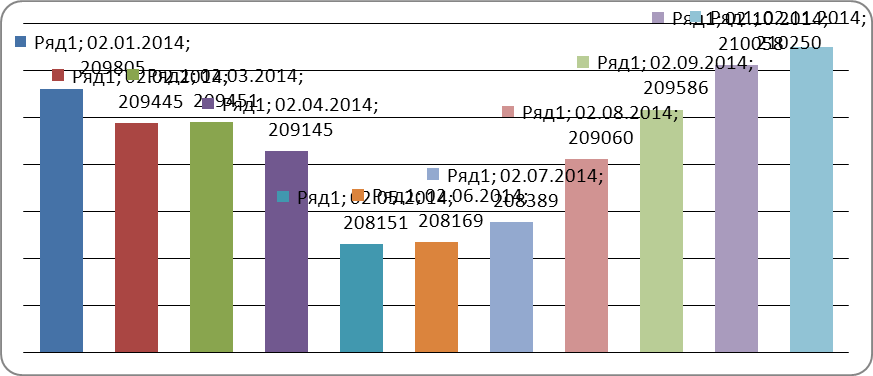 Ряд1; 02.01.2014;
209805
Ряд1; 02.02.2014;
209445
Ряд1; 02.03.2014;
209451
Ряд1; 02.04.2014;
209145
Ряд1; 02.05.2014;
208151
Ряд1; 02.06.2014;
208169
Ряд1; 02.07.2014;
208389
Ряд1; 02.08.2014;
209060
Ряд1; 02.09.2014;
209586
Ряд1; 02.10.2014;
210058
Ряд1; 02.11.2014;
210250